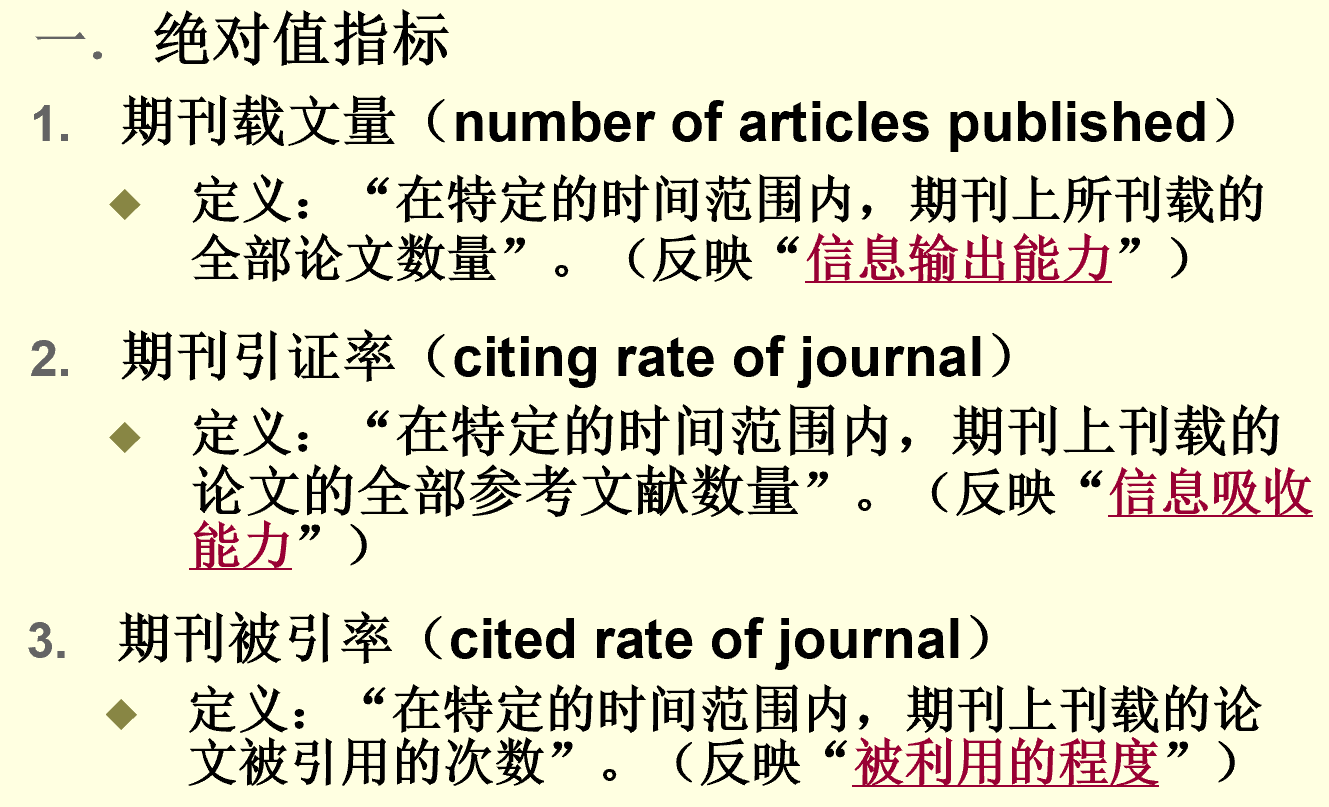 一. 绝对值指标
1. 期刊载文量（number of articles published）
◆ 定义：“在特定的时间范围内，期刊上所刊载的
全部论文数量”。（反映“信息输出能力”）
2. 期刊引证率（citing rate of journal）
◆ 定义：“在特定的时间范围内，期刊上刊载的
论文的全部参考文献数量”。（反映“信息吸收
能力”）
3. 期刊被引率（cited rate of journal）
◆ 定义：“在特定的时间范围内，期刊上刊载的论
文被引用的次数”。（反映“被利用的程度”）